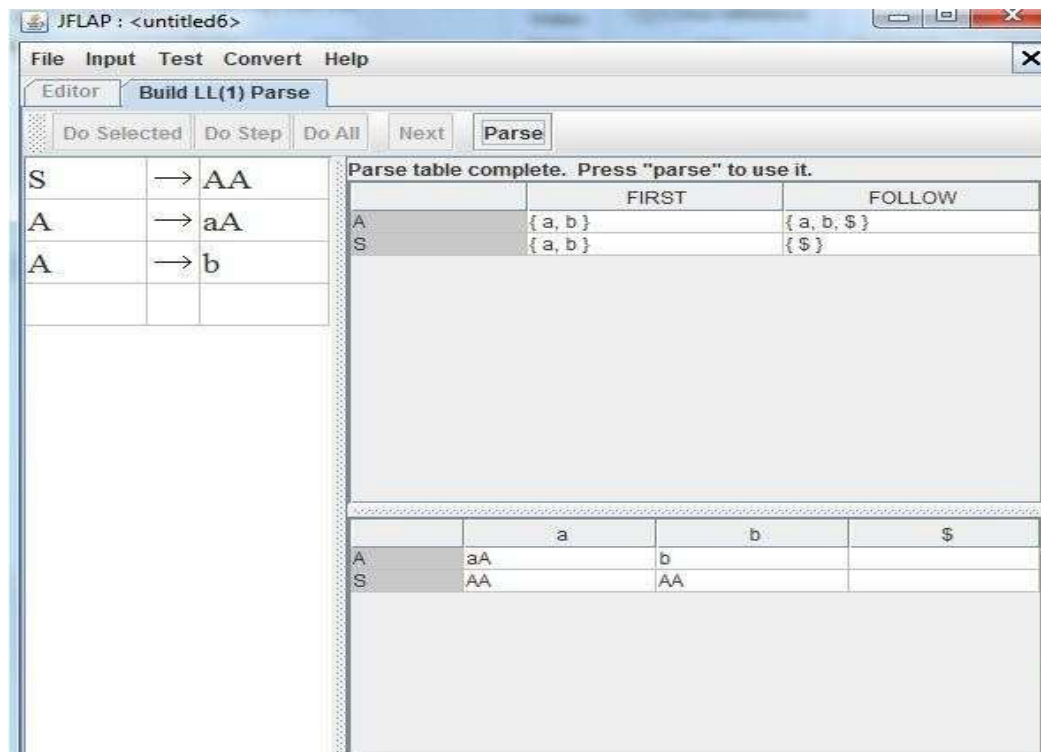 JFLAP : <untitled6>
File Input Test Convert Help
Editor Build LL(1) Parse
Do Selected Do Step Do All Next Parse
S → AA
A → aA
A → b
Parse table complete. Press "parse" to use it.
FIRST FOLLOW
A { a, b } { a, b, $ }
S { a, b } { $ }
a b $
A aA b
S AA AA